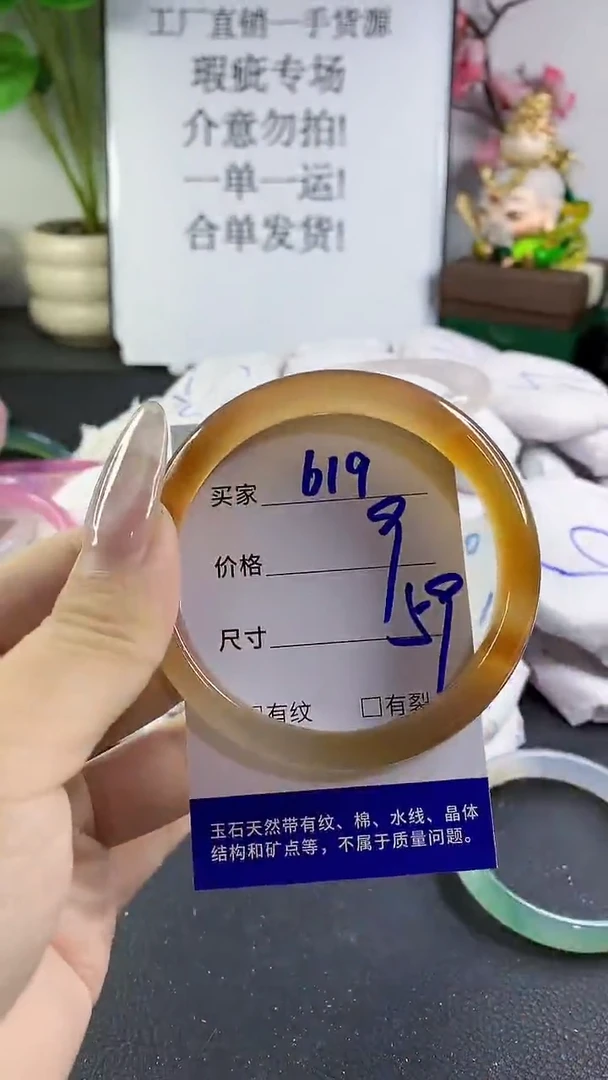 工厂直销一手货源
瑕疵专场
介意勿拍!
一单一运!
合单发货!
买家 619
价格 9
尺寸 59
□有纹 □有裂
玉石天然带有纹、棉、水线、晶体
结构和矿点等，不属于质量问题。